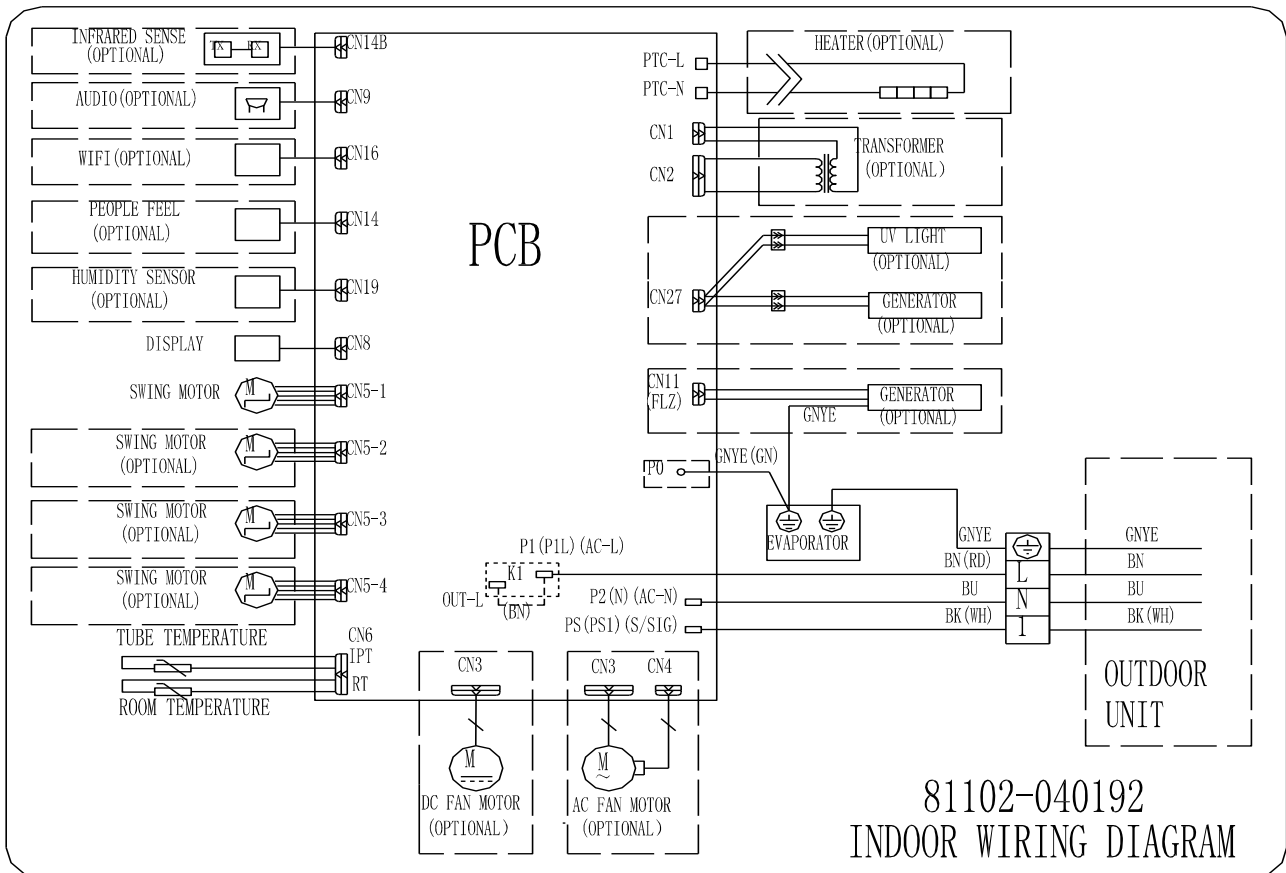 INFRARED SENSE
(OPTIONAL)
TX
RX
CN14B
AUDIO(OPTIONAL)
CN9
WIFI(OPTIONAL)
CN16
PEOPLE FEEL
(OPTIONAL)
CN14
HUMIDITY SENSOR
(OPTIONAL)
CN19
DISPLAY
CN8
SWING MOTOR
M
CN5-1
SWING MOTOR
(OPTIONAL)
M
CN5-2
SWING MOTOR
(OPTIONAL)
M
CN5-3
SWING MOTOR
(OPTIONAL)
M
CN5-4
TUBE TEMPERATURE
CN6
IPT
RT
ROOM TEMPERATURE
PCB
PTC-L
PTC-N
HEATER(OPTIONAL)
CN1
CN2
TRANSFORMER
(OPTIONAL)
CN27
UV LIGHT
(OPTIONAL)
GENERATOR
(OPTIONAL)
CN11
(FLZ)
GENERATOR
(OPTIONAL)
GNYE
P0
GNYE(GN)
EVAPORATOR
P1(P1L)(AC-L)
K1
OUT-L
(BN)
P2(N)(AC-N)
PS(PS1)(S/SIG)
GNYE
BN(RD)
BU
BK(WH)
L
N
1
GNYE
BN
BU
BK(WH)
OUTDOOR
UNIT
CN3
M
DC FAN MOTOR
(OPTIONAL)
CN3
CN4
M
~
AC FAN MOTOR
(OPTIONAL)
81102-040192
INDOOR WIRING DIAGRAM